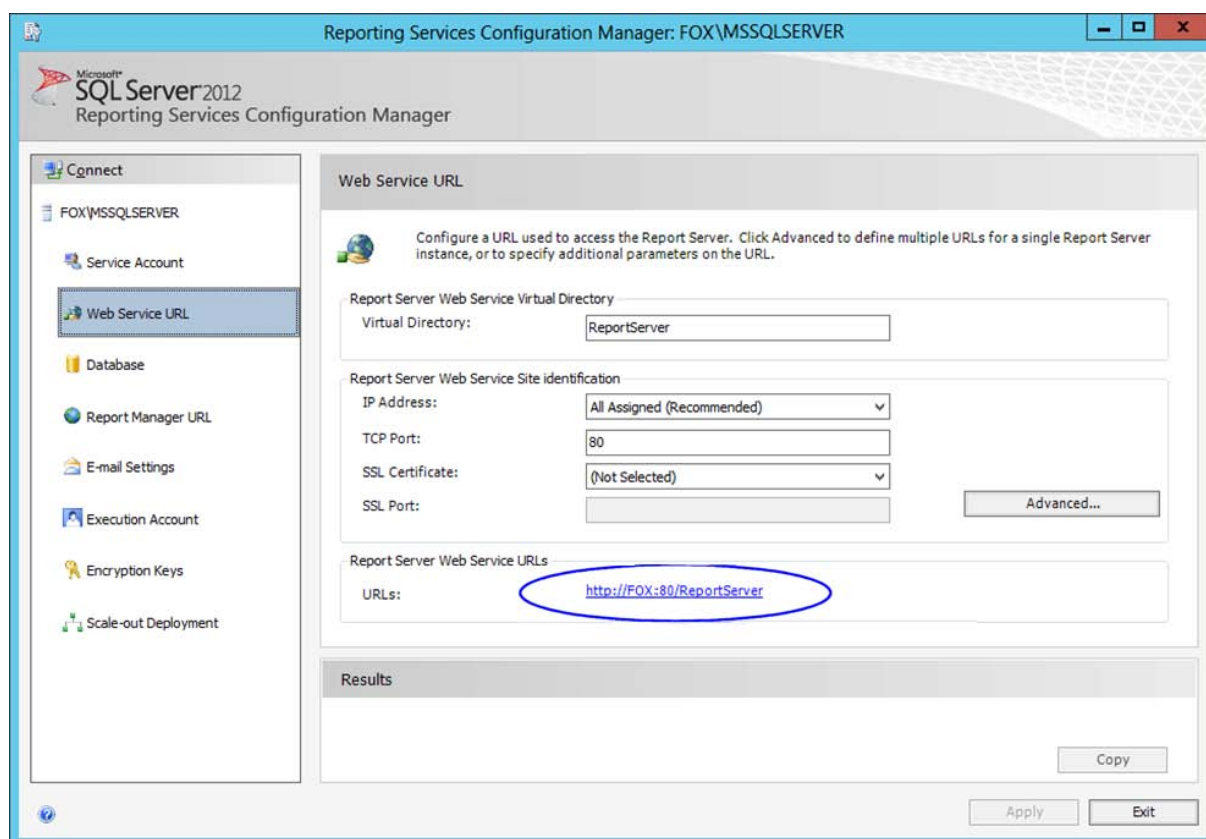 Reporting Services Configuration Manager: FOX\MSSQLSERVER
Microsoft
SQL Server 2012
Reporting Services Configuration Manager
Connect
FOX\MSSQLSERVER
Service Account
Web Service URL
Database
Report Manager URL
E-mail Settings
Execution Account
Encryption Keys
Scale-out Deployment
Web Service URL
Configure a URL used to access the Report Server.  Click Advanced to define multiple URLs for a single Report Server
instance, or to specify additional parameters on the URL.
Report Server Web Service Virtual Directory
Virtual Directory: ReportServer
Report Server Web Service Site identification
IP Address: All Assigned (Recommended)
TCP Port: 80
SSL Certificate: (Not Selected)
SSL Port:
Advanced...
Report Server Web Service URLs
URLs: http://FOX:80/ReportServer
Results
Copy
Apply Exit